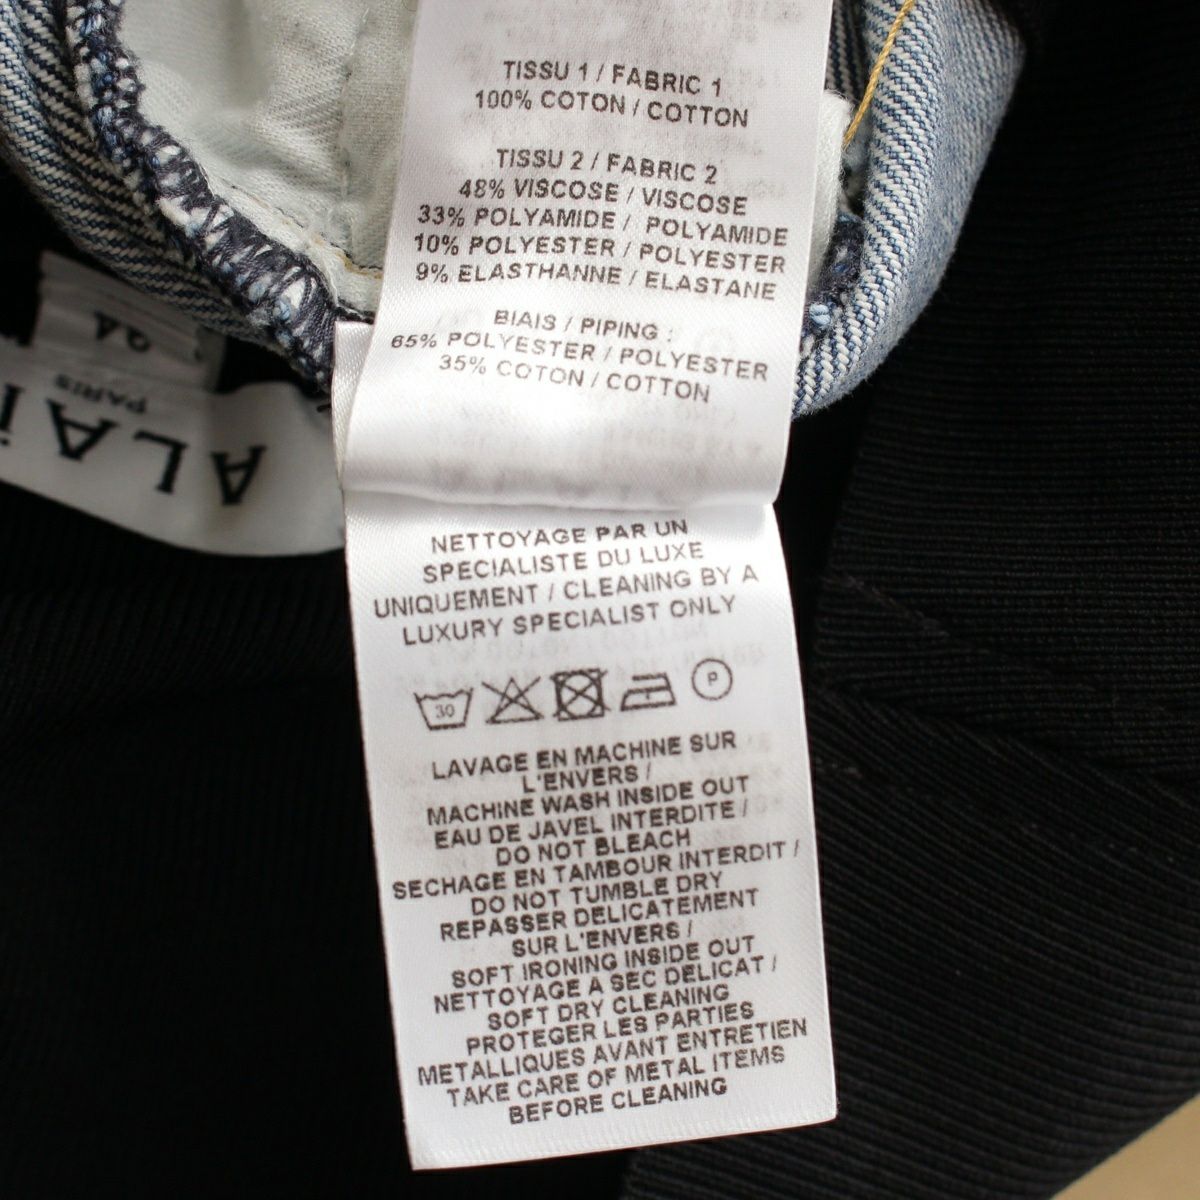 TISSU 1 / FABRIC 1
100% COTON / COTTON
TISSU 2 / FABRIC 2
48% VISCOSE / VISCOSE
33% POLYAMIDE / POLYAMIDE
10% POLYESTER / POLYESTER
9% ELASTHANNE / ELASTANE
BIAIS / PIPING :
65% POLYESTER / POLYESTER
35% COTON / COTTON
NETTOYAGE PAR UN
SPECIALISTE DU LUXE
UNIQUEMENT / CLEANING BY A
LUXURY SPECIALIST ONLY
30 P
LAVAGE EN MACHINE SUR
L'ENVERS /
MACHINE WASH INSIDE OUT
EAU DE JAVEL INTERDITE /
DO NOT BLEACH
SECHAGE EN TAMBOUR INTERDIT /
DO NOT TUMBLE DRY
REPASSER DELICATEMENT
SUR L'ENVERS /
SOFT IRONING INSIDE OUT
NETTOYAGE A SEC DELICAT /
SOFT DRY CLEANING
PROTEGER LES PARTIES
METALLIQUES AVANT ENTRETIEN
TAKE CARE OF METAL ITEMS
BEFORE CLEANING
ALAÏ
PARIS